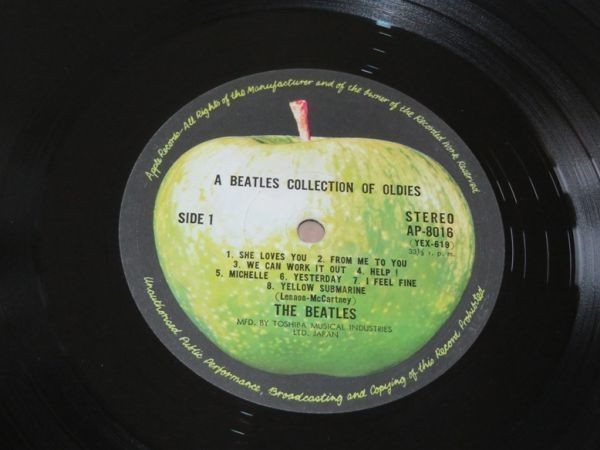 Apple Records-All Rights of the Manufacturer and of the Owner of the Recorded Work Reserved
A BEATLES COLLECTION OF OLDIES
SIDE 1
STEREO
AP-8016
(YEX-619)
33⅓ r.p.m.
1. SHE LOVES YOU 2. FROM ME TO YOU
3. WE CAN WORK IT OUT 4. HELP !
5. MICHELLE 6. YESTERDAY 7. I FEEL FINE
8. YELLOW SUBMARINE
(Lennon-McCartney)
THE BEATLES
MFD. BY TOSHIBA MUSICAL INDUSTRIES
LTD. JAPAN
Unauthorised Public Performance, Broadcasting and Copying of this Record Prohibited